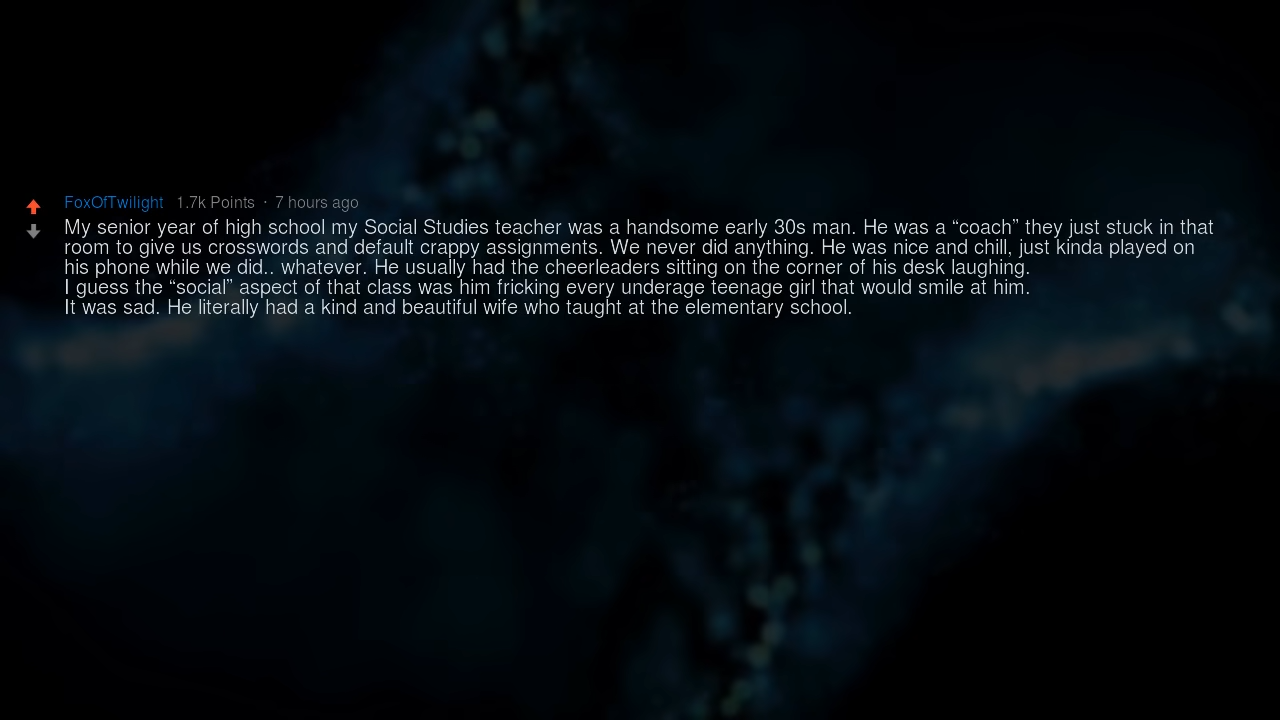 FoxOfTwilight 1.7k Points · 7 hours ago
My senior year of high school my Social Studies teacher was a handsome early 30s man. He was a “coach” they just stuck in that
room to give us crosswords and default crappy assignments. We never did anything. He was nice and chill, just kinda played on
his phone while we did.. whatever. He usually had the cheerleaders sitting on the corner of his desk laughing.
I guess the “social” aspect of that class was him fricking every underage teenage girl that would smile at him.
It was sad. He literally had a kind and beautiful wife who taught at the elementary school.